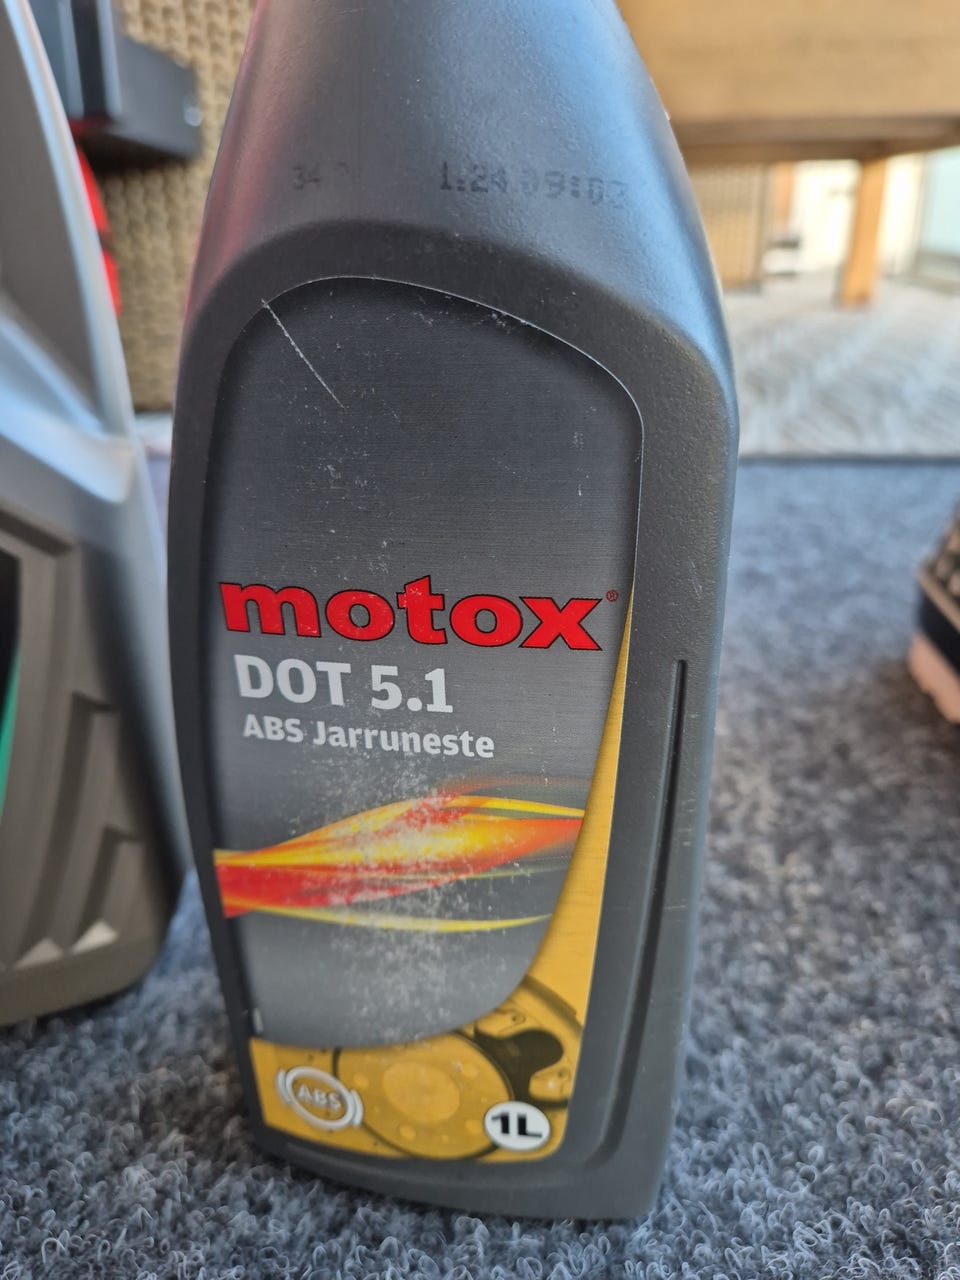 motox®
DOT 5.1
ABS Jarruneste
ABS
1L